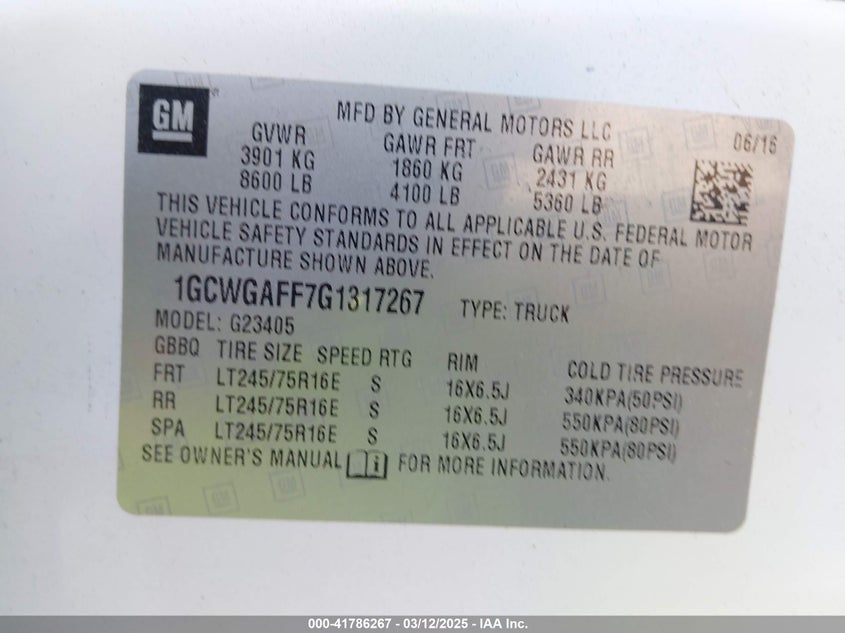 GM
MFD BY GENERAL MOTORS LLC
06/16
GVWR GAWR FRT GAWR RR
3901 KG 1860 KG 2431 KG
8600 LB 4100 LB 5360 LB
THIS VEHICLE CONFORMS TO ALL APPLICABLE U.S. FEDERAL MOTOR
VEHICLE SAFETY STANDARDS IN EFFECT ON THE DATE OF
MANUFACTURE SHOWN ABOVE.
1GCWGAFF7G1317267 TYPE: TRUCK
MODEL: G23405
GBBQ TIRE SIZE SPEED RTG RIM COLD TIRE PRESSURE
FRT LT245/75R16E S 16X6.5J 340KPA(50PSI)
RR LT245/75R16E S 16X6.5J 550KPA(80PSI)
SPA LT245/75R16E S 16X6.5J 550KPA(80PSI)
SEE OWNER'S MANUAL FOR MORE INFORMATION.
000-41786267 - 03/12/2025 - IAA Inc.